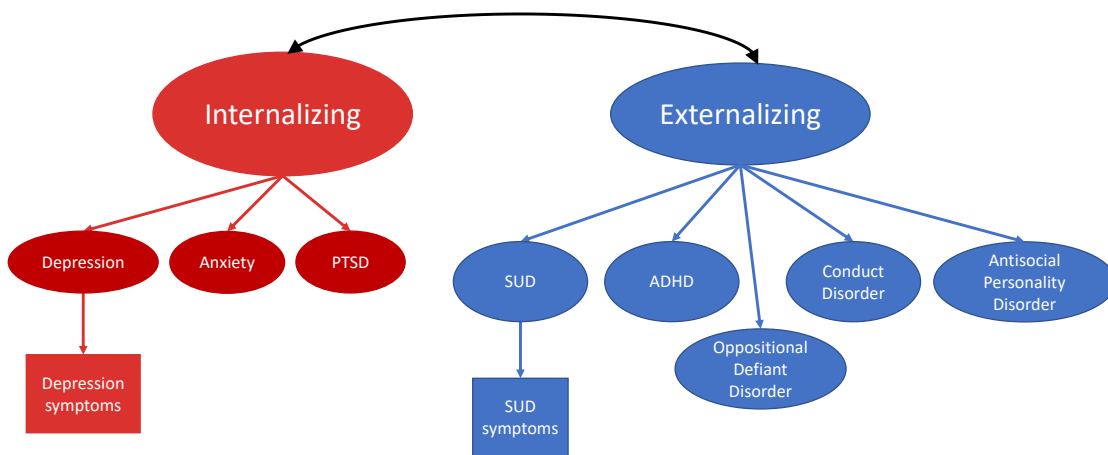 Internalizing
Externalizing
Depression
Anxiety
PTSD
SUD
ADHD
Conduct
Disorder
Antisocial
Personality
Disorder
Oppositional
Defiant
Disorder
Depression
symptoms
SUD
symptoms